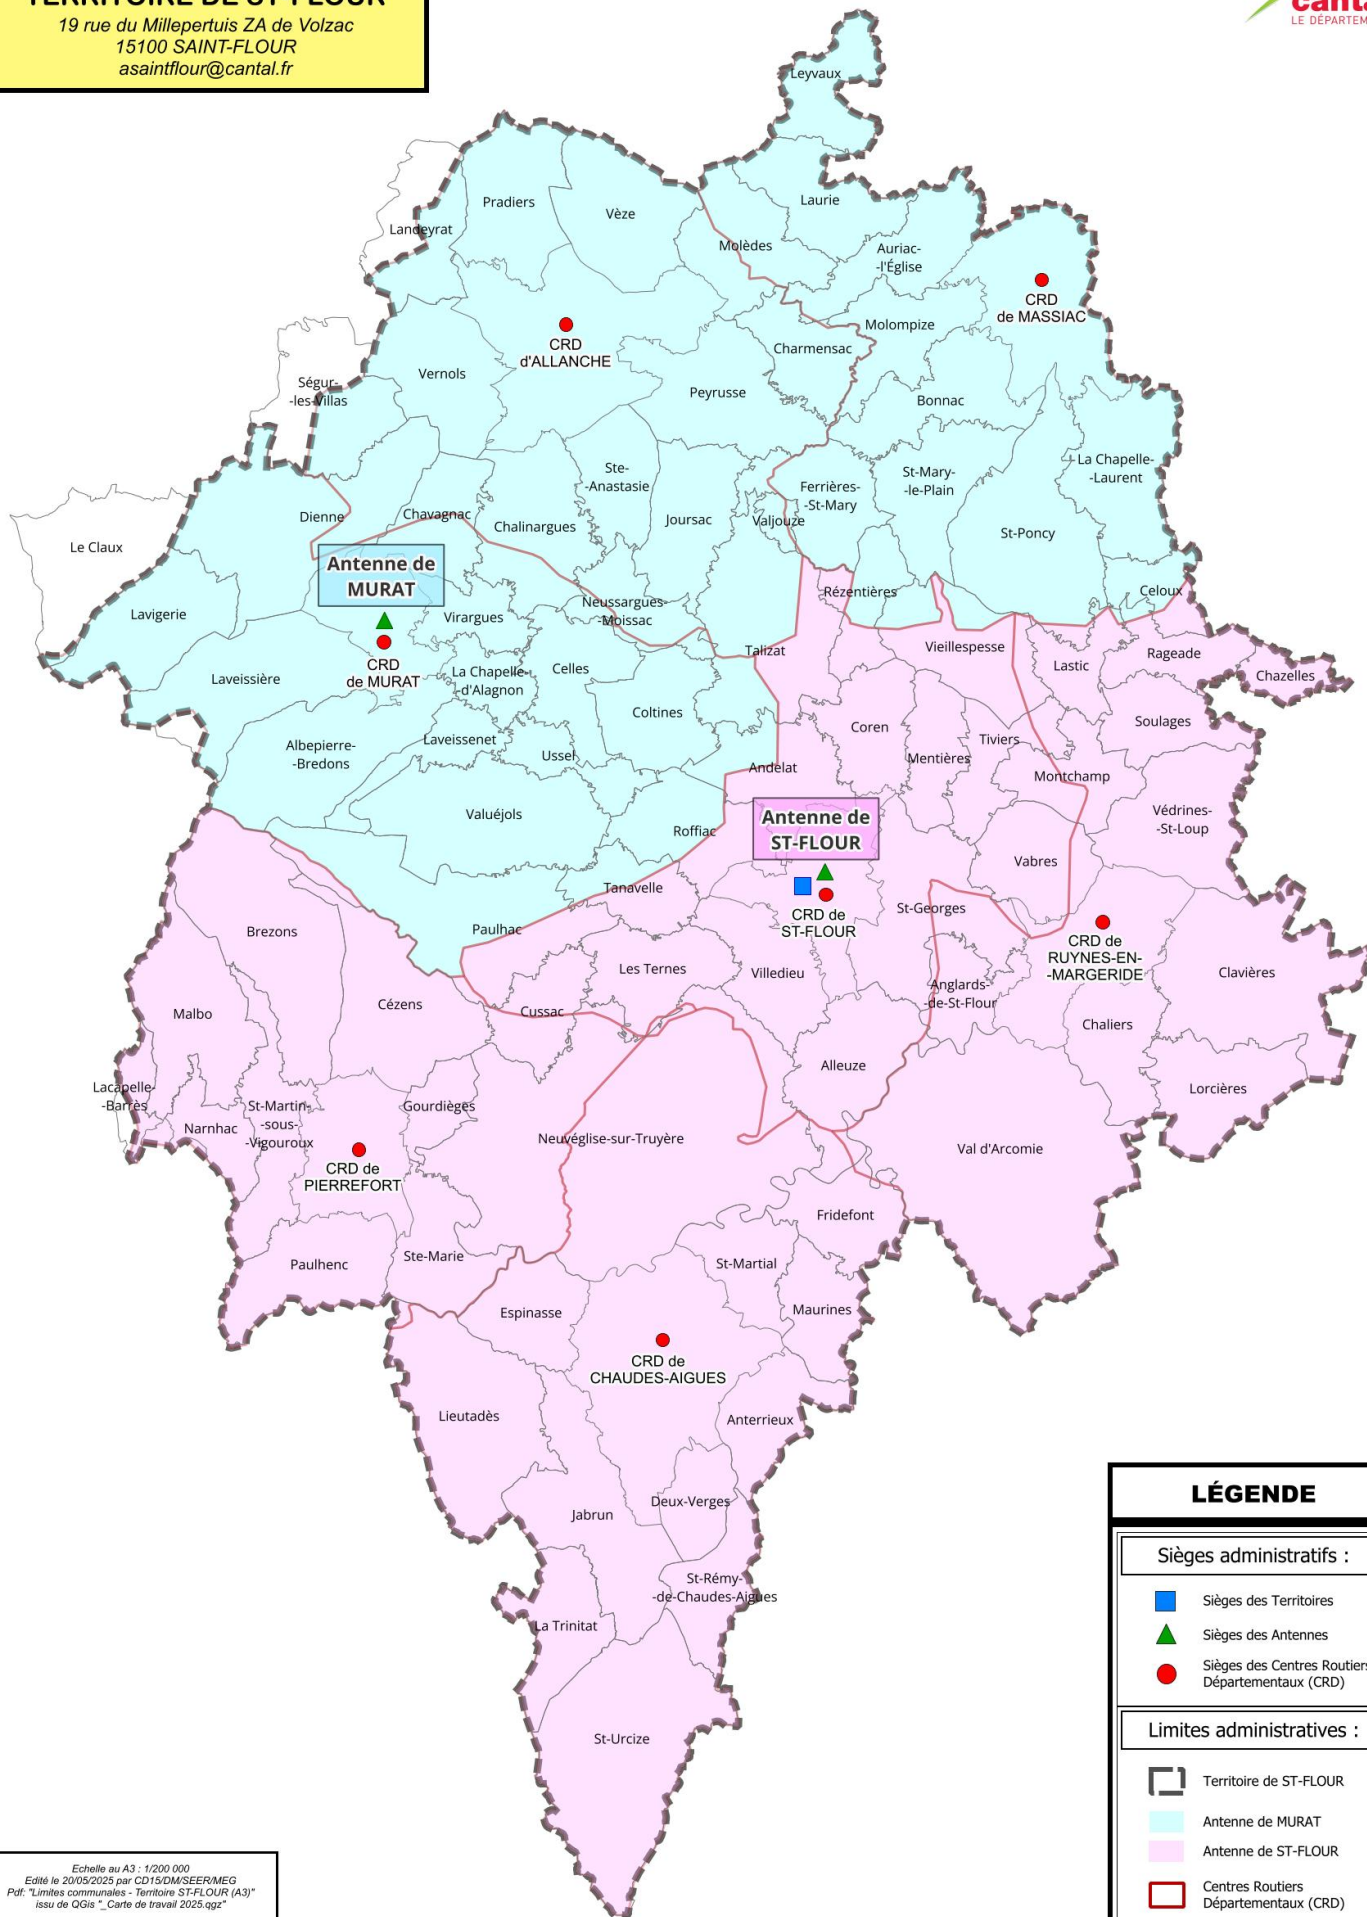 TERRITOIRE DE ST-FLOUR
19 rue du Millepertuis ZA de Volzac
15100 SAINT-FLOUR
asaintflour@cantal.fr
LE DÉPARTEM
Leyvaux
Pradiers
Vèze
Laurie
Landeyrat
Molèdes
Auriac-
-l'Église
CRD
de MASSIAC
CRD
d'ALLANCHE
Molompize
Charmensac
Vernols
Ségur-
-les-Villas
Peyrusse
Bonnac
Ste-
-Anastasie
St-Mary-
-le-Plain
La Chapelle-
-Laurent
Ferrières-
-St-Mary
Dienne
Chavagnac
Chalinargues
Joursac
Valjouze
St-Poncy
Le Claux
Antenne de
MURAT
Rézentières
Celoux
Lavigerie
Virargues
Neussargues-
-Moissac
Talizat
Vieillespesse
Rageade
Lastic
CRD
de MURAT
La Chapelle-
-d'Alagnon
Celles
Laveissière
Chazelles
Coltines
Coren
Soulages
Albepierre-
-Bredons
Laveissenet
Ussel
Tiviers
Mentières
Andelat
Montchamp
Valuéjols
Védrines-
-St-Loup
Antenne de
ST-FLOUR
Roffiac
Vabres
Tanavelle
CRD de
ST-FLOUR
St-Georges
Paulhac
Brezons
CRD de
RUYNES-EN-
-MARGERIDE
Les Ternes
Villedieu
Clavières
Anglards-
-de-St-Flour
Cézens
Malbo
Cussac
Chaliers
Alleuze
Lacapelle-
-Barrès
Lorcières
St-Martin-
-sous-
-Vigouroux
Gourdièges
Narnhac
Neuvéglise-sur-Truyère
Val d'Arcomie
CRD de
PIERREFORT
Fridefont
Paulhenc
Ste-Marie
St-Martial
Espinasse
Maurines
CRD de
CHAUDES-AIGUES
Lieutadès
Anterrieux
Deux-Verges
Jabrun
St-Rémy-
-de-Chaudes-Aigues
La Trinitat
St-Urcize
LÉGENDE
Sièges administratifs :
Sièges des Territoires
Sièges des Antennes
Sièges des Centres Routiers
Départementaux (CRD)
Limites administratives :
Territoire de ST-FLOUR
Antenne de MURAT
Antenne de ST-FLOUR
Centres Routiers
Départementaux (CRD)
Echelle au A3 : 1/200 000
Edité le 20/05/2025 par CD15/DM/SEER/MEG
Pdf: "Limites communales - Territoire ST-FLOUR (A3)"
issu de QGis "_Carte de travail 2025.qgz"